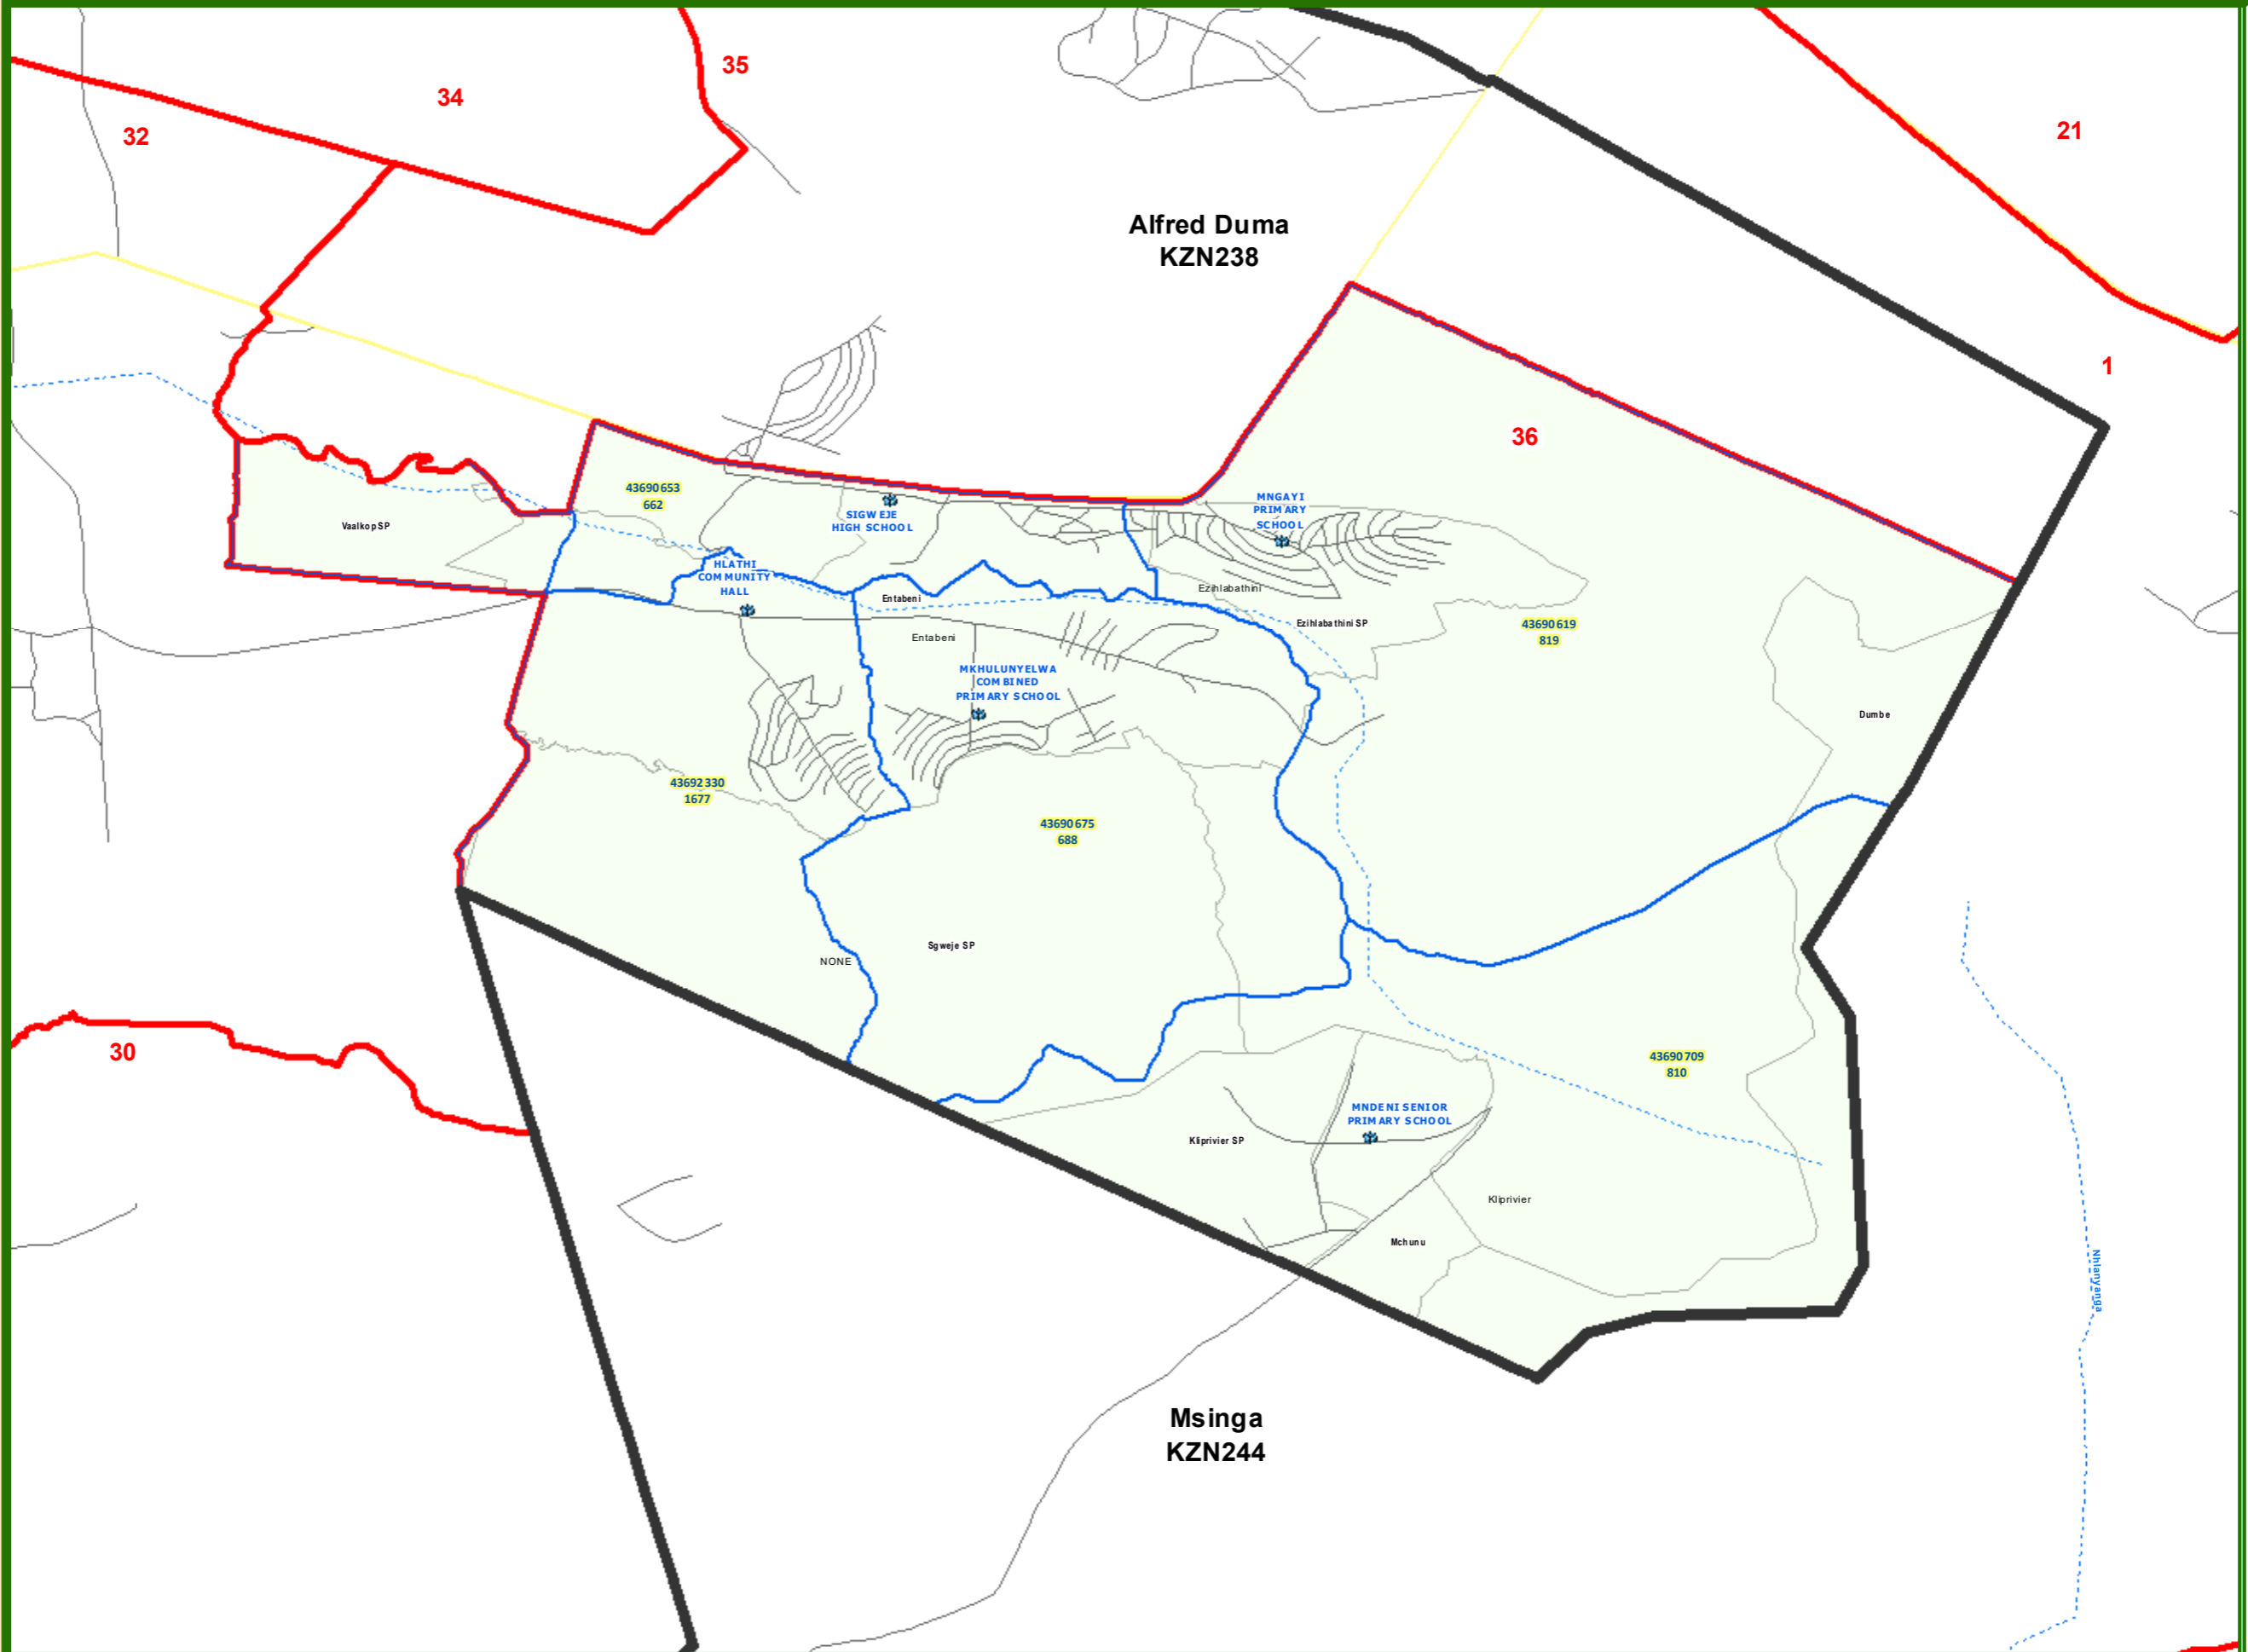 35
34
21
32
Alfred Duma
KZN238
1
36
43690653
662
MNGAYI
PRIMARY
SCHOOL
SIGWEJE
HIGH SCHOOL
Vaalkop SP
HLATHI
COMMUNITY
HALL
Entabeni
Ezihlabathini
Ezihlabathini SP
43690619
819
Entabeni
MKHULUNYELWA
COMBINED
PRIMARY SCHOOL
Dumbe
43692330
1677
43690675
688
Sgweje SP
NONE
30
43690709
810
MNDENI SENIOR
PRIMARY SCHOOL
Kliprivier SP
Kliprivier
Mchunu
Nhlanyanga
Msinga
KZN244